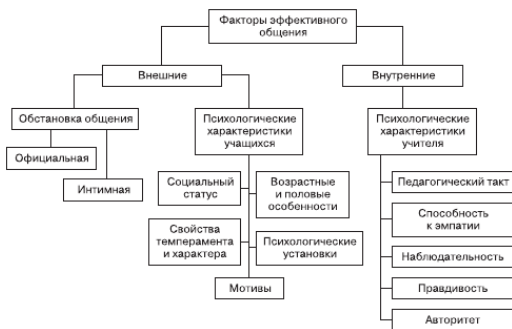 Факторы эффективного
общения
Внешние
Внутренние
Обстановка общения
Официальная
Интимная
Психологические
характеристики
учащихся
Социальный
статус
Возрастные
и половые
особенности
Свойства
темперамента
и характера
Психологические
установки
Мотивы
Психологические
характеристики
учителя
Педагогический такт
Способность
к эмпатии
Наблюдательность
Правдивость
Авторитет